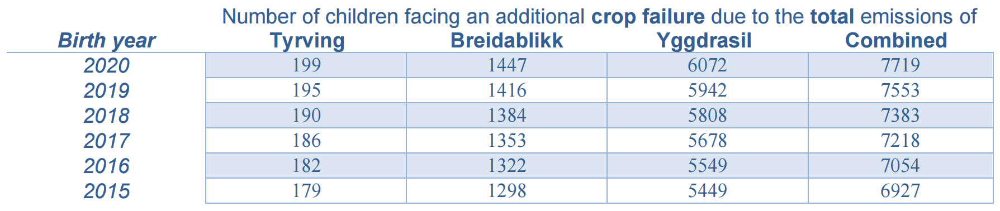 Number of children facing an additional crop failure due to the total emissions of
Birth year Tyrving Breidablikk Yggdrasil Combined
2020 199 1447 6072 7719
2019 195 1416 5942 7553
2018 190 1384 5808 7383
2017 186 1353 5678 7218
2016 182 1322 5549 7054
2015 179 1298 5449 6927